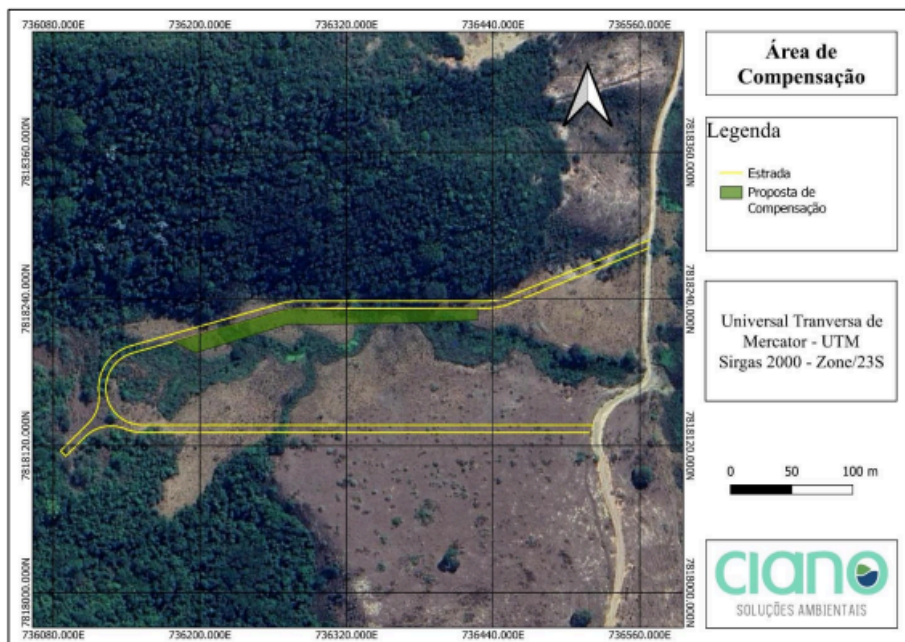 736080.000E 736200.000E 736320.000E 736440.000E 736560.000E
7818360.000N 7818360.000N
7818240.000N 7818240.000N
7818120.000N 7818120.000N
7818000.000N 7818000.000N
736080.000E 736200.000E 736320.000E 736440.000E 736560.000E
Área de
Compensação
Legenda
Estrada
Proposta de
Compensação
Universal Tranversa de
Mercator - UTM
Sirgas 2000 - Zone/23S
0 50 100 m
ciano
SOLUÇÕES AMBIENTAIS